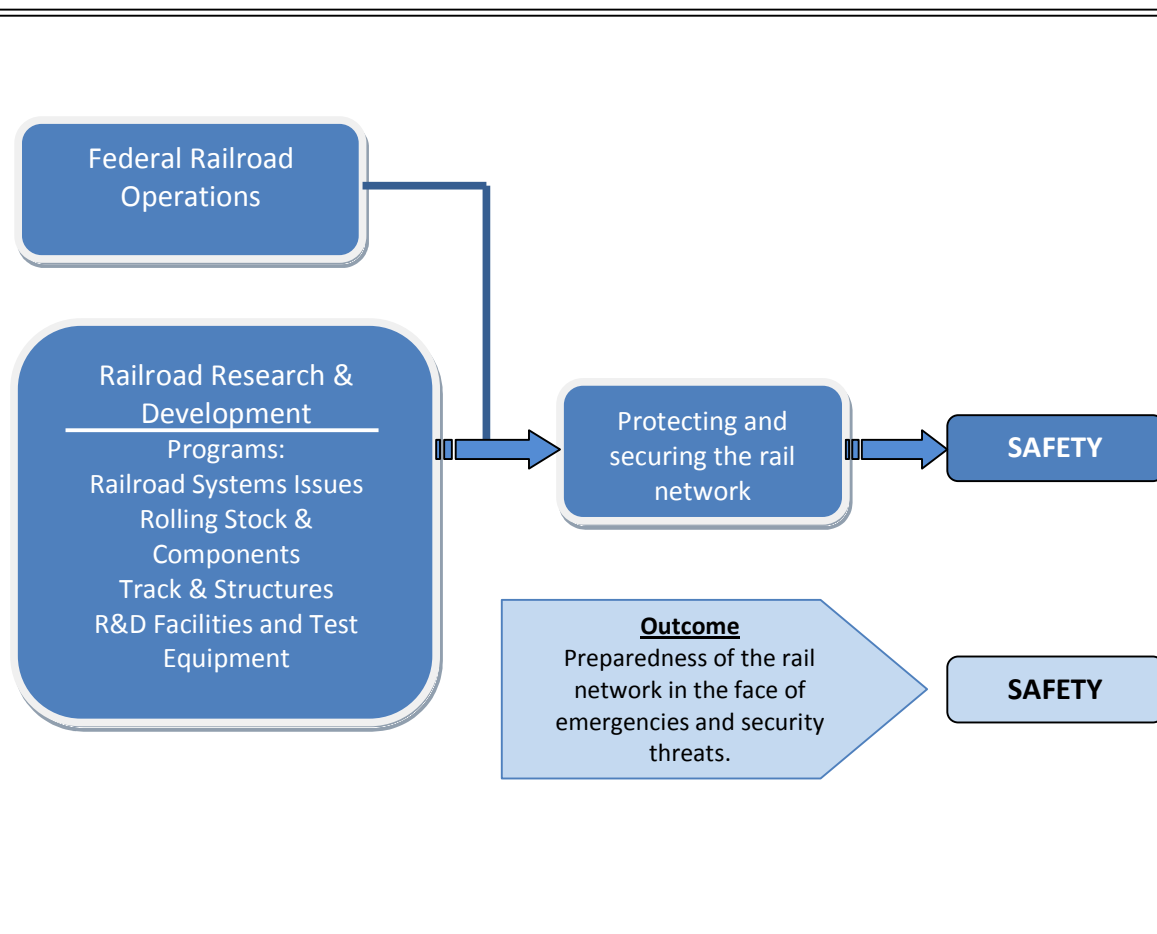 Federal Railroad
Operations
Railroad Research &
Development
Programs:
Railroad Systems Issues
Rolling Stock &
Components
Track & Structures
R&D Facilities and Test
Equipment
Protecting and
securing the rail
network
SAFETY
Outcome
Preparedness of the rail
network in the face of
emergencies and security
threats.
SAFETY